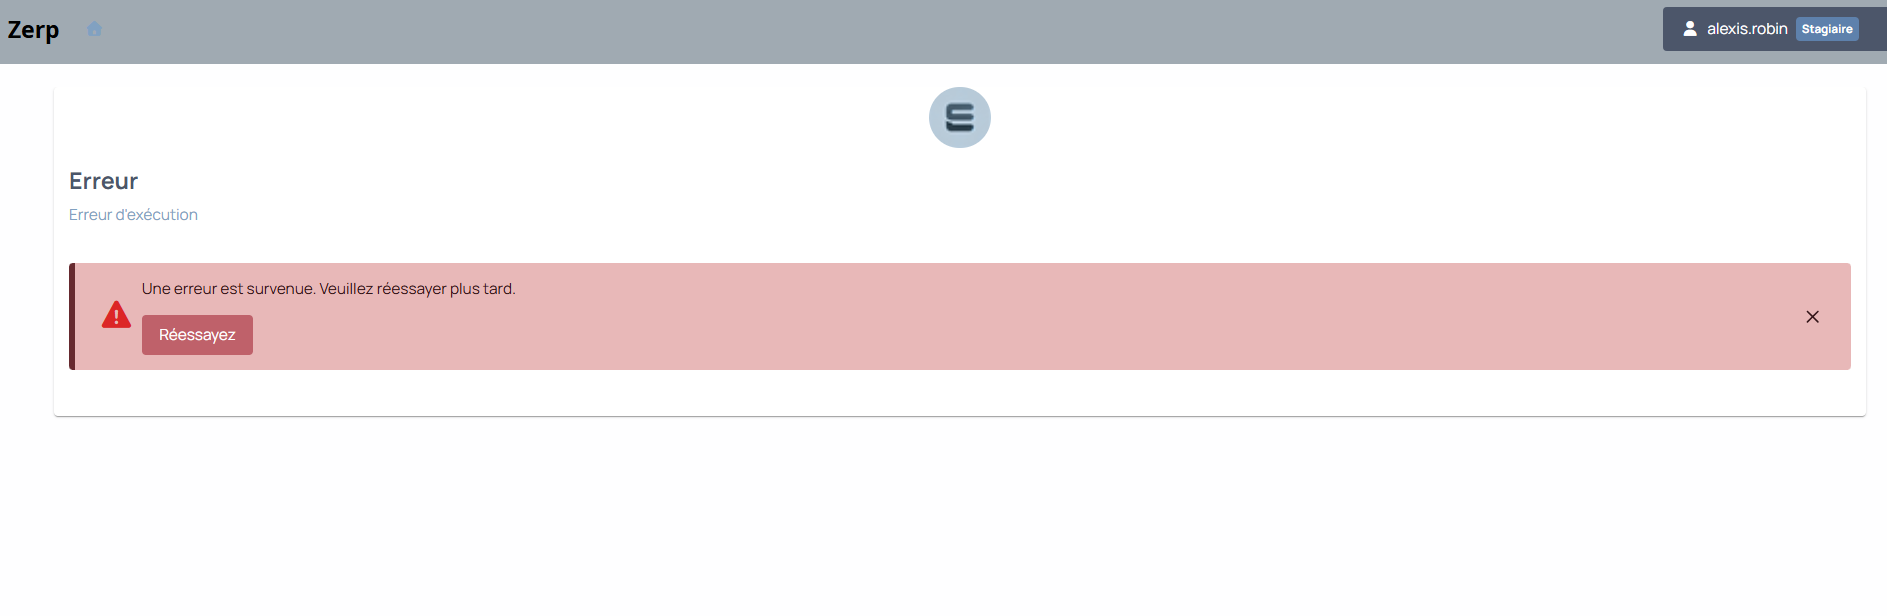 Zerp
alexis.robin Stagiaire
Erreur
Erreur d'exécution
Une erreur est survenue. Veuillez réessayer plus tard.
Réessayez